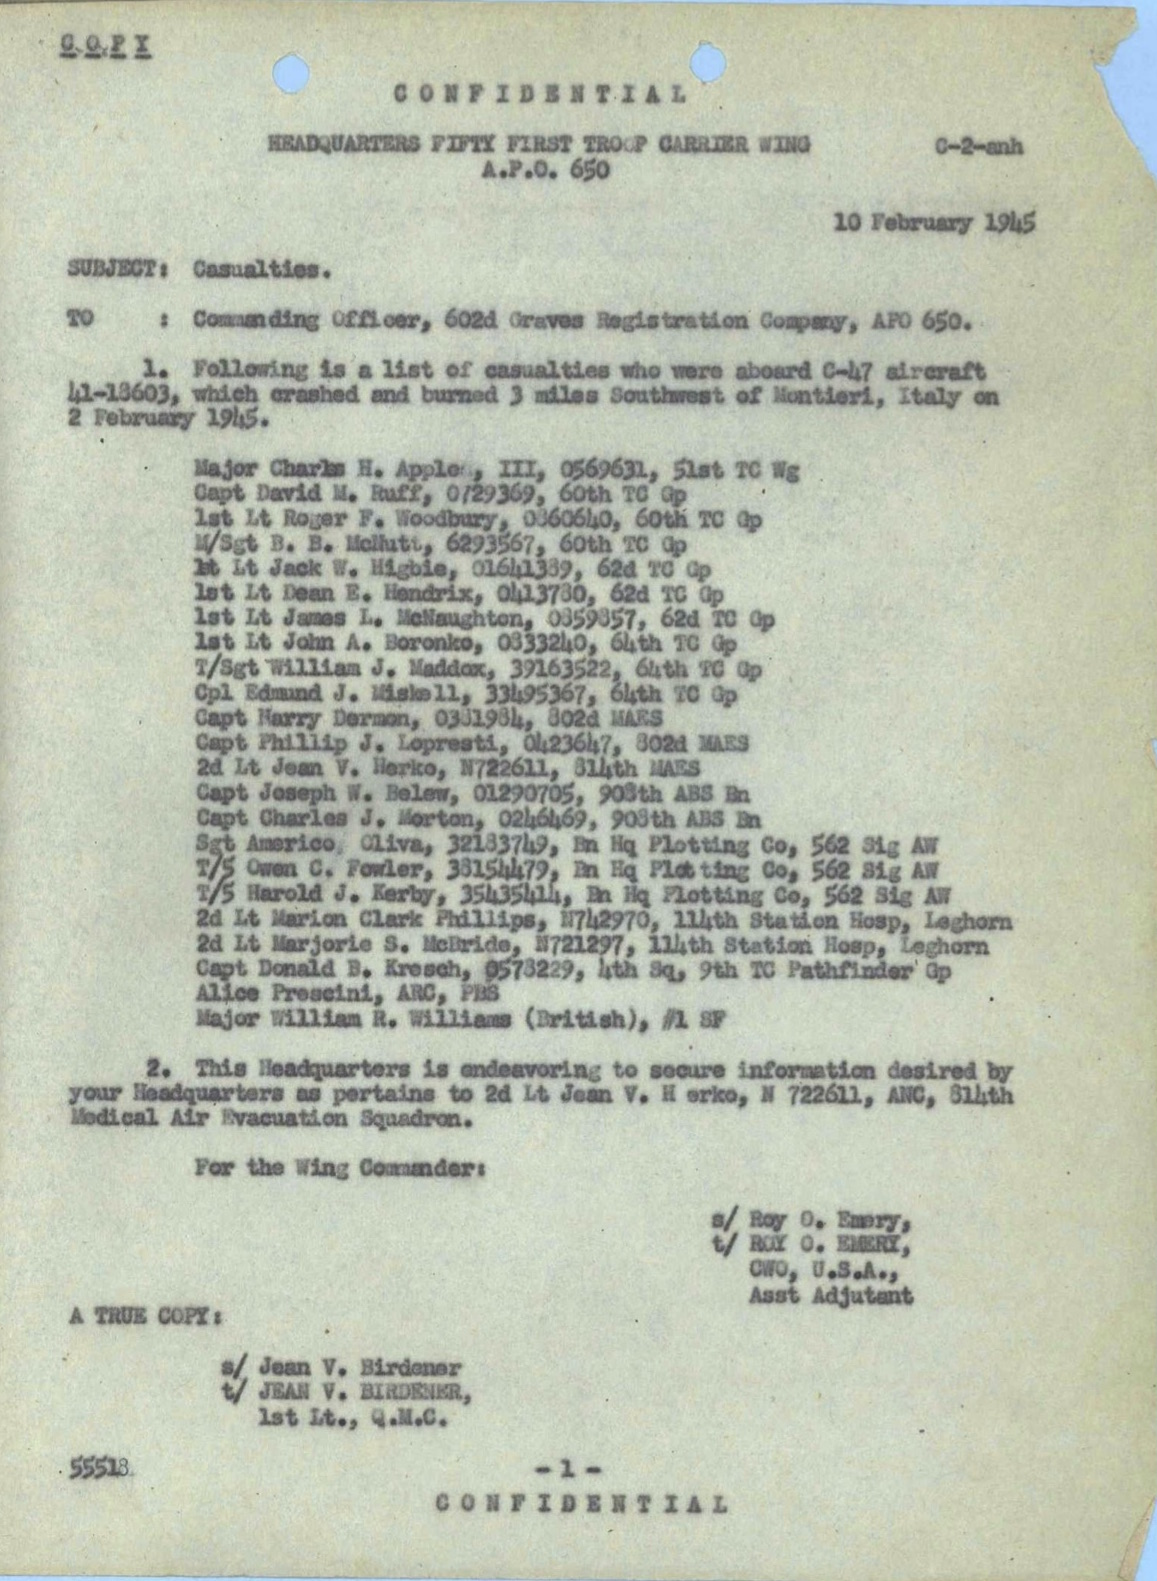 COPY
CONFIDENTIAL
HEADQUARTERS FIFTY FIRST TROOP CARRIER WING C-2-anh
A.P.O. 650
10 February 1945
SUBJECT: Casualties.
TO : Commanding Officer, 602d Graves Registration Company, APO 650.
1. Following is a list of casualties who were aboard C-47 aircraft
41-18603, which crashed and burned 3 miles Southwest of Montieri, Italy on
2 February 1945.
Major Charles H. III, 0569631, 51st TC Wg
Capt David M. Ruff, 0729369, 60th TC Gp
1st Lt Roger F. Woodbury, 0860640, 60th TC Gp
M/Sgt B. B. McNutt, 6293567, 60th TC Gp
Lt Jack W. Higbie, 01641389, 62d TC Gp
1st Lt Dean E. Hendrix, 0413780, 62d TC Gp
1st Lt James L. McNaughton, 0859857, 62d TC Gp
1st Lt John A. Boronko, 0833240, 64th TC Gp
T/Sgt William J. Maddox, 39163522, 64th TC Gp
Cpl Edmund J. Miskell, 33495367, 64th TC Gp
Capt Harry Dermon, 0381984, 802d MAES
Capt Phillip J. Lopresti, 0423647, 802d MAES
2d Lt Jean V. Herko, N722611, 814th MAES
Capt Joseph W. Belew, 01290705, 908th ABS Bn
Capt Charles J. Morton, 0246469, 908th ABS Bn
Sgt Americo Oliva, 32183749, Bn Hq Plotting Co, 562 Sig AW
T/5 Owen C. Fowler, 38154479, Bn Hq Plotting Co, 562 Sig AW
T/5 Harold J. Kerby, 35435414, Bn Hq Plotting Co, 562 Sig AW
2d Lt Marion Clark Phillips, N742970, 114th Station Hosp, Leghorn
2d Lt Marjorie S. McBride, N721297, 114th Station Hosp, Leghorn
Capt Donald B. Kresch, 0578229, 4th Sq, 9th TC Pathfinder Gp
Alice Prescini, ARC, PBS
Major William R. Williams (British), #1 SF
2. This Headquarters is endeavoring to secure information desired by
your Headquarters as pertains to 2d Lt Jean V. H erko, N 722611, ANC, 814th
Medical Air Evacuation Squadron.
For the Wing Commander:
s/ Roy O. Emery,
t/ ROY O. EMERY,
CWO, U.S.A.,
Asst Adjutant
A TRUE COPY:
s/ Jean V. Birdener
t/ JEAN V. BIRDENER,
1st Lt., Q.M.C.
55518
-1-
CONFIDENTIAL